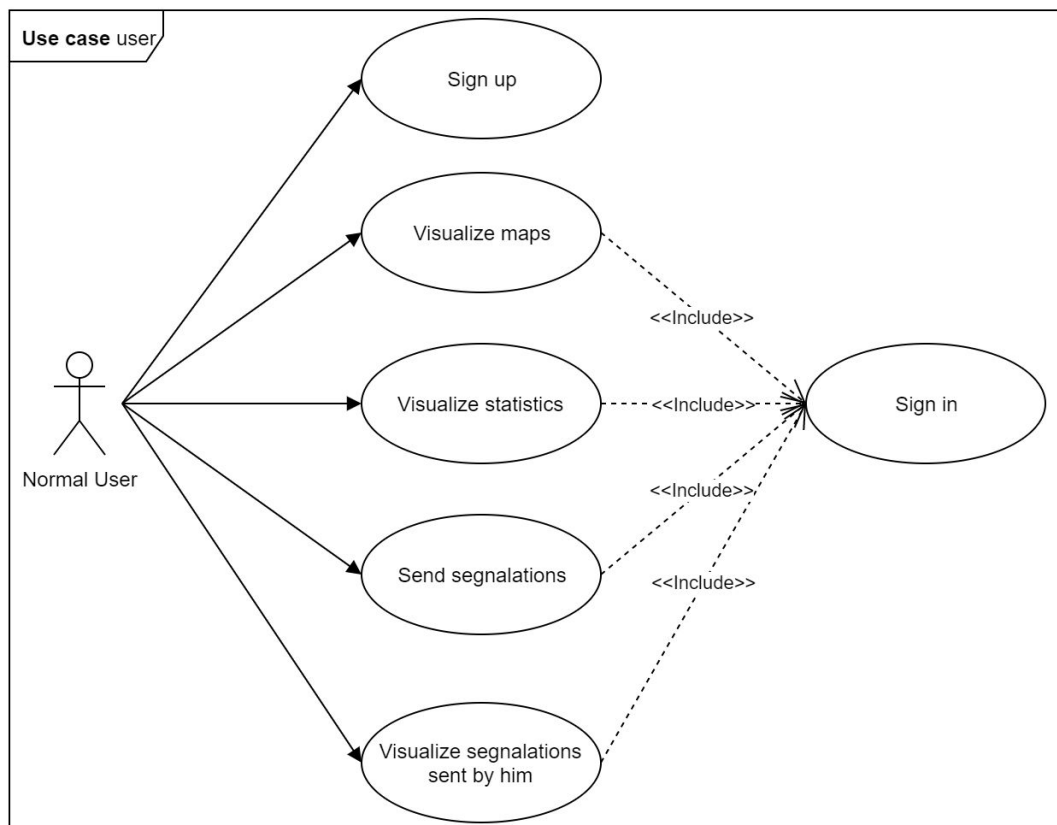 Use case user
Sign up
Visualize maps
<<Include>>
Visualize statistics
<<Include>>
Sign in
Normal User
<<Include>>
Send segnalations
<<Include>>
Visualize segnalations
sent by him